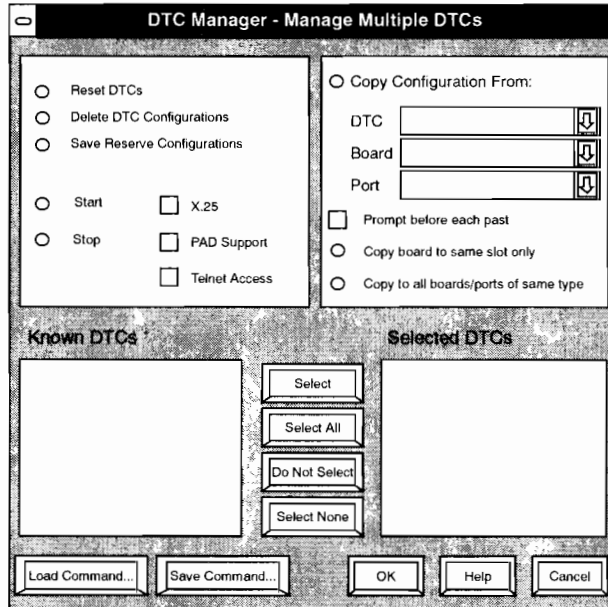 DTC Manager - Manage Multiple DTCs
Reset DTCs
Delete DTC Configurations
Save Reserve Configurations
Start
X.25
Stop
PAD Support
Telnet Access
Copy Configuration From:
DTC
Board
Port
Prompt before each past
Copy board to same slot only
Copy to all boards/ports of same type
Known DTCs
Selected DTCs
Select
Select All
Do Not Select
Select None
Load Command...
Save Command...
OK
Help
Cancel